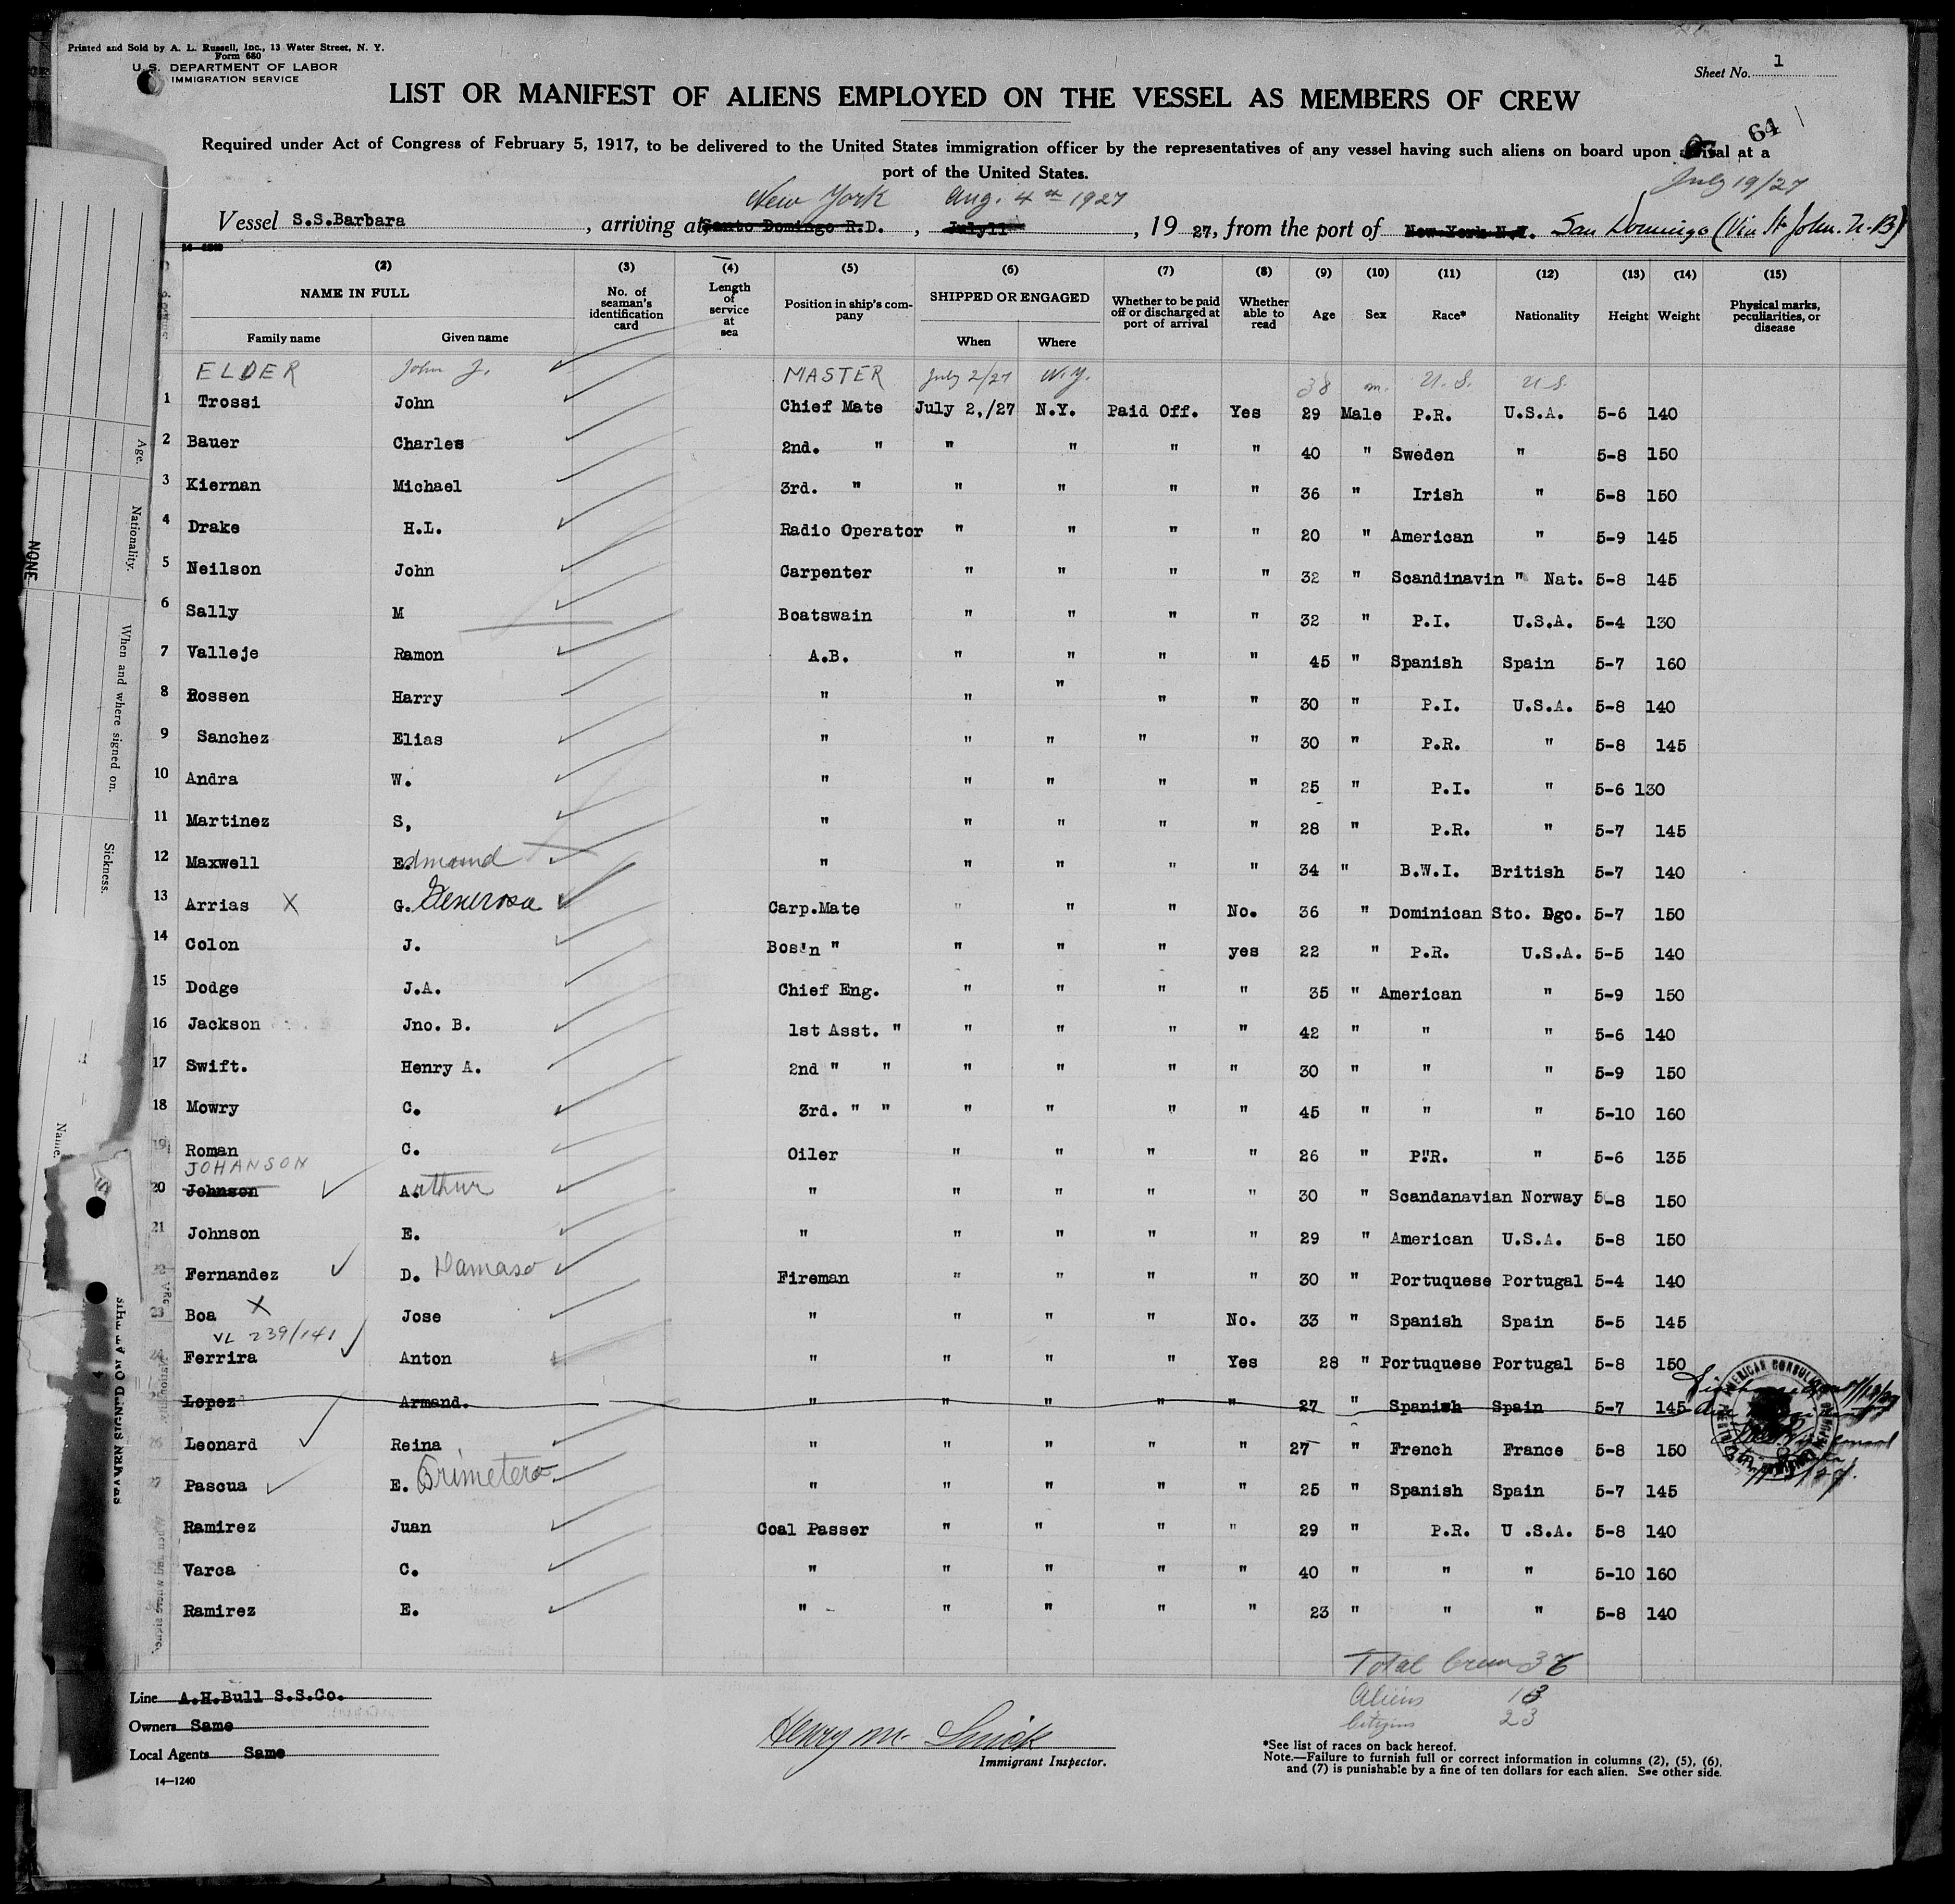 Printed and Sold by A. L. Russell, Inc., 13 Water Street, N. Y.
Form 680
U. S. DEPARTMENT OF LABOR
IMMIGRATION SERVICE
Sheet No. 1
LIST OR MANIFEST OF ALIENS EMPLOYED ON THE VESSEL AS MEMBERS OF CREW
64
Required under Act of Congress of February 5, 1917, to be delivered to the United States immigration officer by the representatives of any vessel having such aliens on board upon arrival at a
port of the United States.
July 19/27
New York Aug. 4th 1927
Vessel S.S.Barbara, arriving at Santo Domingo R.D., July 11, 1927, from the port of New York N.Y. San Domingo (Via St John. N.B)
14-1240
(2) (3) (4) (5) (6) (7) (8) (9) (10) (11) (12) (13) (14) (15)
NAME IN FULL No. of seaman's identification card Length of service at sea Position in ship's company SHIPPED OR ENGAGED Whether to be paid off or discharged at port of arrival Whether able to read Age Sex Race* Nationality Height Weight Physical marks, peculiarities, or disease
Family name Given name When Where
ELDER John J. MASTER July 2/27 N.Y. 38 m. U.S. U.S.
1 Trossi John Chief Mate July 2,/27 N.Y. Paid Off. Yes 29 Male P.R. U.S.A. 5-6 140
2 Bauer Charles 2nd. " " " " " 40 " Sweden " 5-8 150
3 Kiernan Michael 3rd. " " " " " 36 " Irish " 5-8 150
4 Drake H.L. Radio Operator " " " " 20 " American " 5-9 145
5 Neilson John Carpenter " " " " 32 " Scandinavin " Nat. 5-8 145
6 Sally M Boatswain " " " " 32 " P.I. U.S.A. 5-4 130
7 Valleje Ramon A.B. " " " " 45 " Spanish Spain 5-7 160
8 Rossen Harry " " " " " 30 " P.I. U.S.A. 5-8 140
9 Sanchez Elias " " " " " 30 " P.R. " 5-8 145
10 Andra W. " " " " " 25 " P.I. " 5-6 130
11 Martinez S, " " " " " 28 " P.R. " 5-7 145
12 Maxwell Edmund " " " " " 34 " B.W.I. British 5-7 140
13 Arrias X G. Generosa Carp.Mate " " " No. 36 " Dominican Sto. Dgo. 5-7 150
14 Colon J. Bos'n " " " " yes 22 " P.R. U.S.A. 5-5 140
15 Dodge J.A. Chief Eng. " " " " 35 " American " 5-9 150
16 Jackson Jno. B. 1st Asst. " " " " " 42 " " " 5-6 140
17 Swift. Henry A. 2nd " " " " " " 30 " " " 5-9 150
18 Mowry C. 3rd. " " " " " " 45 " " " 5-10 160
19 Roman C. Oiler " " " " 26 " P.R. " 5-6 135
JOHANSON
20 Johnson Arthur " " " " " 30 " Scandanavian Norway 5-8 150
21 Johnson E. " " " " " 29 " American U.S.A. 5-8 150
22 Fernandez D. Damaso Fireman " " " " 30 " Portuquese Portugal 5-4 140
23 Boa X Jose " " " " No. 33 " Spanish Spain 5-5 145
VL 239/141
24 Ferrira Anton " " " " Yes 28 " Portuquese Portugal 5-8 150
25 Lopez Armand. " " " " " 27 " Spanish Spain 5-7 145
26 Leonard Reina " " " " " 27 " French France 5-8 150
27 Pascua E. " " " " " 25 " Spanish Spain 5-7 145
Ramirez Juan Coal Passer " " " " 29 " P.R. U .S.A. 5-8 140
Varca C. " " " " " 40 " " " 5-10 160
Ramirez E. " " " " " 23 " " " 5-8 140
AMERICAN CONSULATE
Total Crew 36
Aliens 13
Citizens 23
Line A.H.Bull S.S.Co.
Owners Same
Local Agents Same
14-1240
Immigrant Inspector.
*See list of races on back hereof.
Note.—Failure to furnish full or correct information in columns (2), (5), (6),
and (7) is punishable by a fine of ten dollars for each alien. See other side.
Age.
Nationality.
When and where signed on.
Sickness.
NONE
Name.